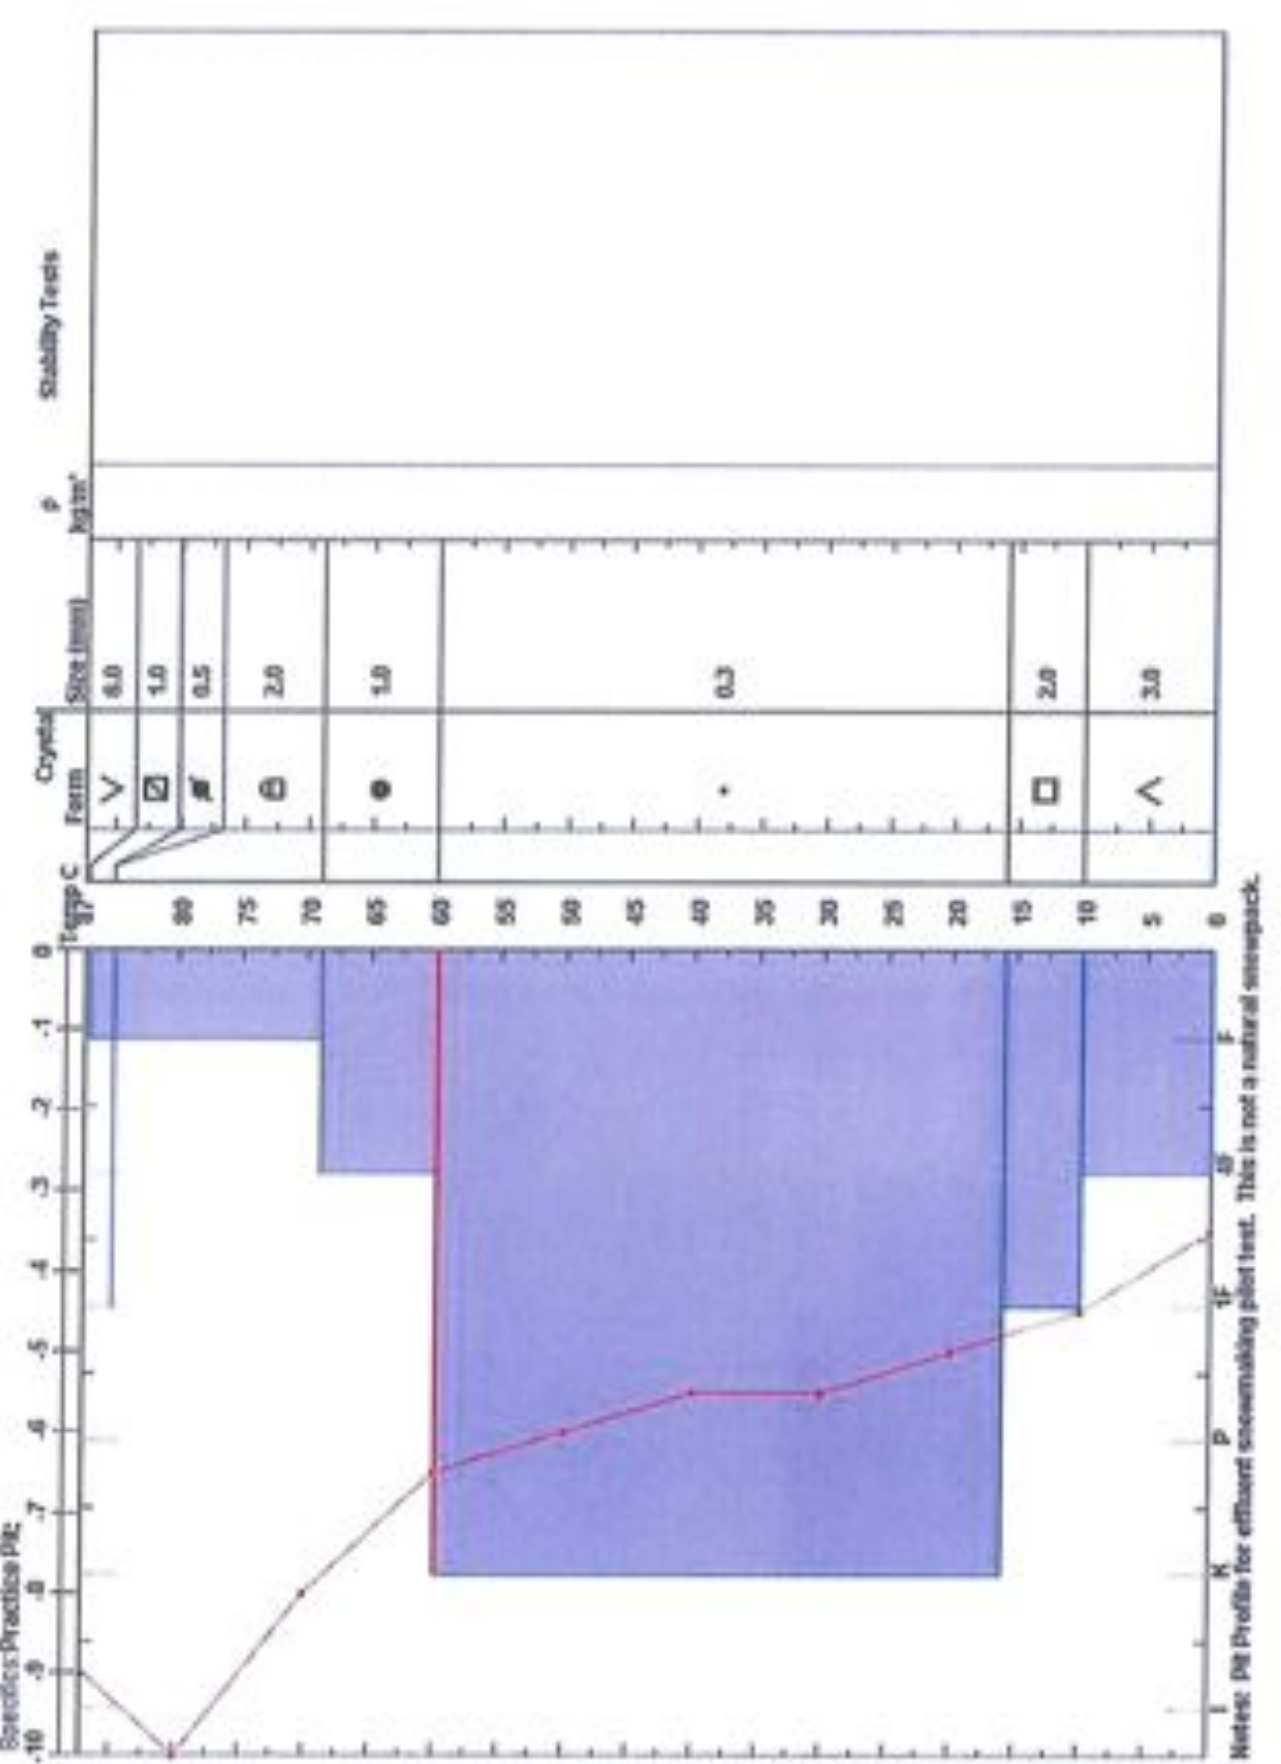 Specifics:Practice Pit;
Stability Tests
Crystal
ρ
Temp C
Form
Size (mm)
kg/m³
-10 -9 -8 -7 -6 -5 -4 -3 -2 -1 0
87
80
75
70
65
60
55
50
45
40
35
30
25
20
15
10
5
0
1.0
0.5
2.0
1.0
0.3
2.0
3.0
I K P 1F 4F F
Notes: Pit Profile for effluent snowmaking pilot test. This is not a natural snowpack.